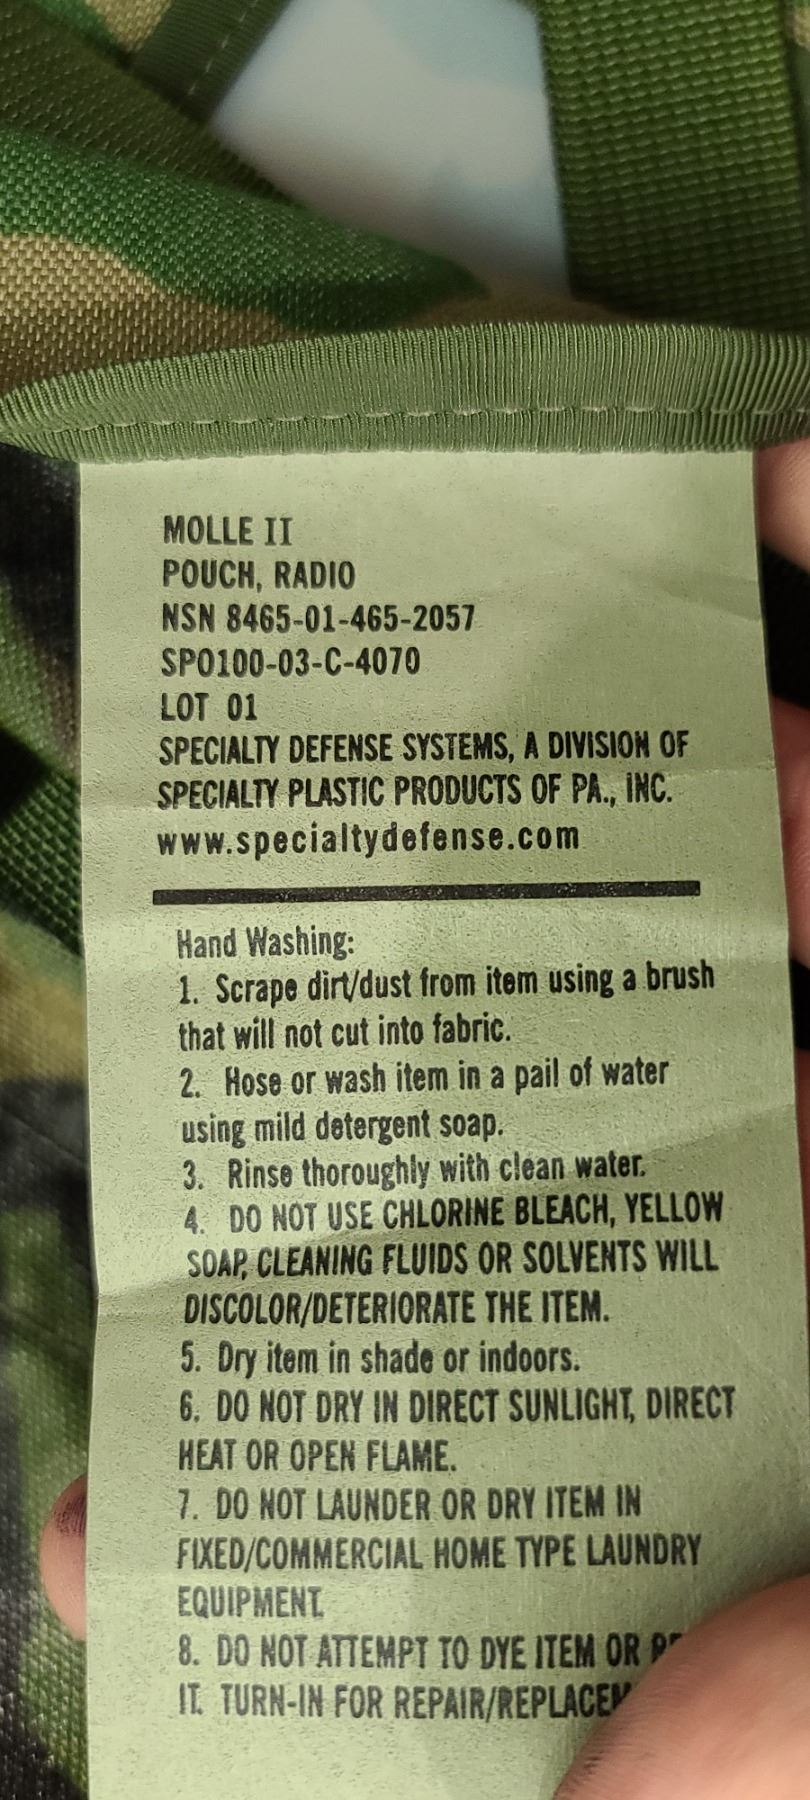 MOLLE II
POUCH, RADIO
NSN 8465-01-465-2057
SPO100-03-C-4070
LOT 01
SPECIALTY DEFENSE SYSTEMS, A DIVISION OF
SPECIALTY PLASTIC PRODUCTS OF PA., INC.
www.specialtydefense.com
Hand Washing:
1. Scrape dirt/dust from item using a brush
that will not cut into fabric.
2. Hose or wash item in a pail of water
using mild detergent soap.
3. Rinse thoroughly with clean water.
4. DO NOT USE CHLORINE BLEACH, YELLOW
SOAP, CLEANING FLUIDS OR SOLVENTS WILL
DISCOLOR/DETERIORATE THE ITEM.
5. Dry item in shade or indoors.
6. DO NOT DRY IN DIRECT SUNLIGHT, DIRECT
HEAT OR OPEN FLAME.
7. DO NOT LAUNDER OR DRY ITEM IN
FIXED/COMMERCIAL HOME TYPE LAUNDRY
EQUIPMENT.
8. DO NOT ATTEMPT TO DYE ITEM OR
IT. TURN-IN FOR